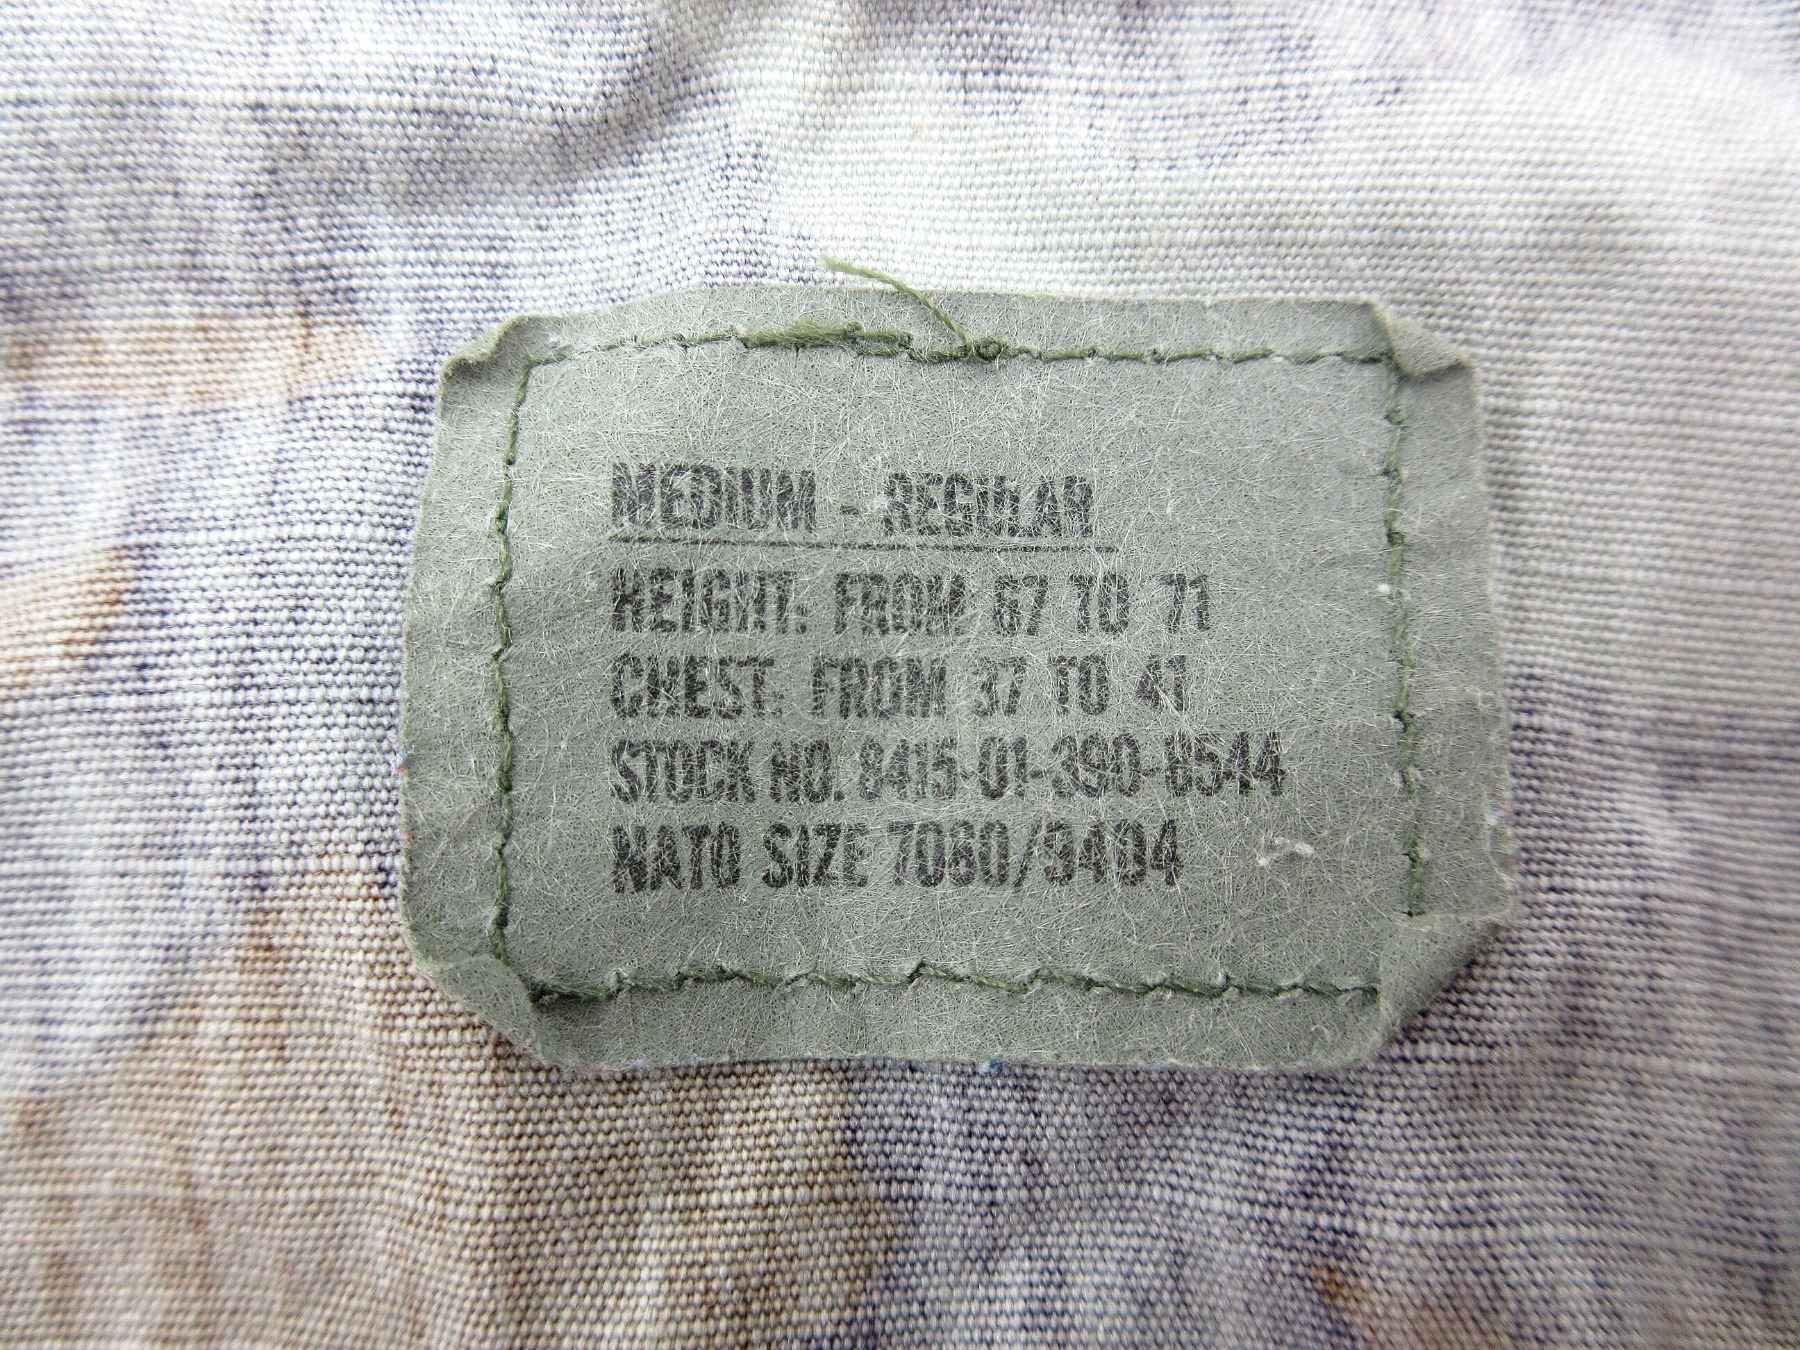 MEDIUM - REGULAR
HEIGHT: FROM 67 TO 71
CHEST: FROM 37 TO 41
STOCK NO. 8415-01-390-8544
NATO SIZE 7080/9404